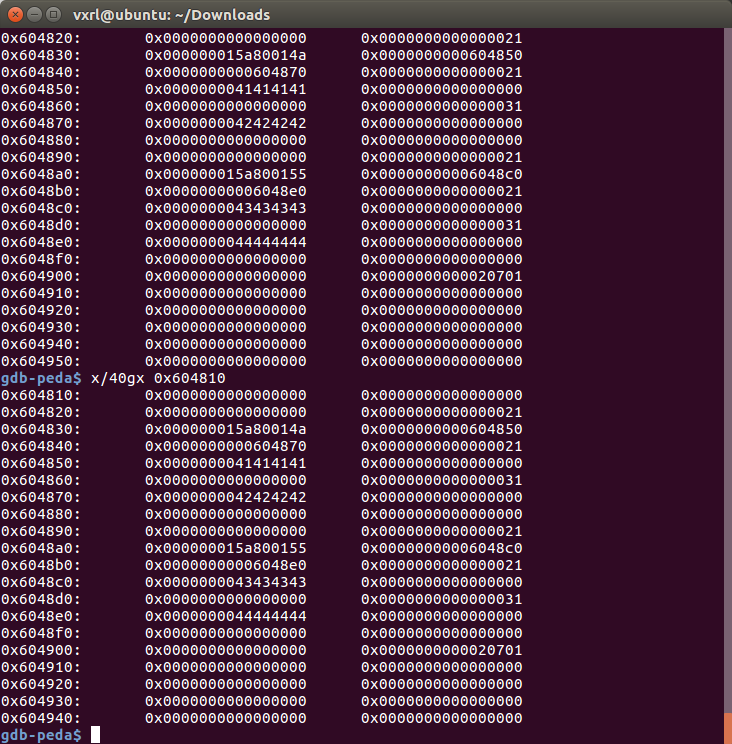 vxrl@ubuntu: ~/Downloads
0x604820: 0x0000000000000000 0x0000000000000021
0x604830: 0x000000015a80014a 0x0000000000604850
0x604840: 0x0000000000604870 0x0000000000000021
0x604850: 0x0000000041414141 0x0000000000000000
0x604860: 0x0000000000000000 0x0000000000000031
0x604870: 0x0000000042424242 0x0000000000000000
0x604880: 0x0000000000000000 0x0000000000000000
0x604890: 0x0000000000000000 0x0000000000000021
0x6048a0: 0x000000015a800155 0x00000000006048c0
0x6048b0: 0x00000000006048e0 0x0000000000000021
0x6048c0: 0x0000000043434343 0x0000000000000000
0x6048d0: 0x0000000000000000 0x0000000000000031
0x6048e0: 0x0000000044444444 0x0000000000000000
0x6048f0: 0x0000000000000000 0x0000000000000000
0x604900: 0x0000000000000000 0x0000000000020701
0x604910: 0x0000000000000000 0x0000000000000000
0x604920: 0x0000000000000000 0x0000000000000000
0x604930: 0x0000000000000000 0x0000000000000000
0x604940: 0x0000000000000000 0x0000000000000000
0x604950: 0x0000000000000000 0x0000000000000000
gdb-peda$ x/40gx 0x604810
0x604810: 0x0000000000000000 0x0000000000000000
0x604820: 0x0000000000000000 0x0000000000000021
0x604830: 0x000000015a80014a 0x0000000000604850
0x604840: 0x0000000000604870 0x0000000000000021
0x604850: 0x0000000041414141 0x0000000000000000
0x604860: 0x0000000000000000 0x0000000000000031
0x604870: 0x0000000042424242 0x0000000000000000
0x604880: 0x0000000000000000 0x0000000000000000
0x604890: 0x0000000000000000 0x0000000000000021
0x6048a0: 0x000000015a800155 0x00000000006048c0
0x6048b0: 0x00000000006048e0 0x0000000000000021
0x6048c0: 0x0000000043434343 0x0000000000000000
0x6048d0: 0x0000000000000000 0x0000000000000031
0x6048e0: 0x0000000044444444 0x0000000000000000
0x6048f0: 0x0000000000000000 0x0000000000000000
0x604900: 0x0000000000000000 0x0000000000020701
0x604910: 0x0000000000000000 0x0000000000000000
0x604920: 0x0000000000000000 0x0000000000000000
0x604930: 0x0000000000000000 0x0000000000000000
0x604940: 0x0000000000000000 0x0000000000000000
gdb-peda$